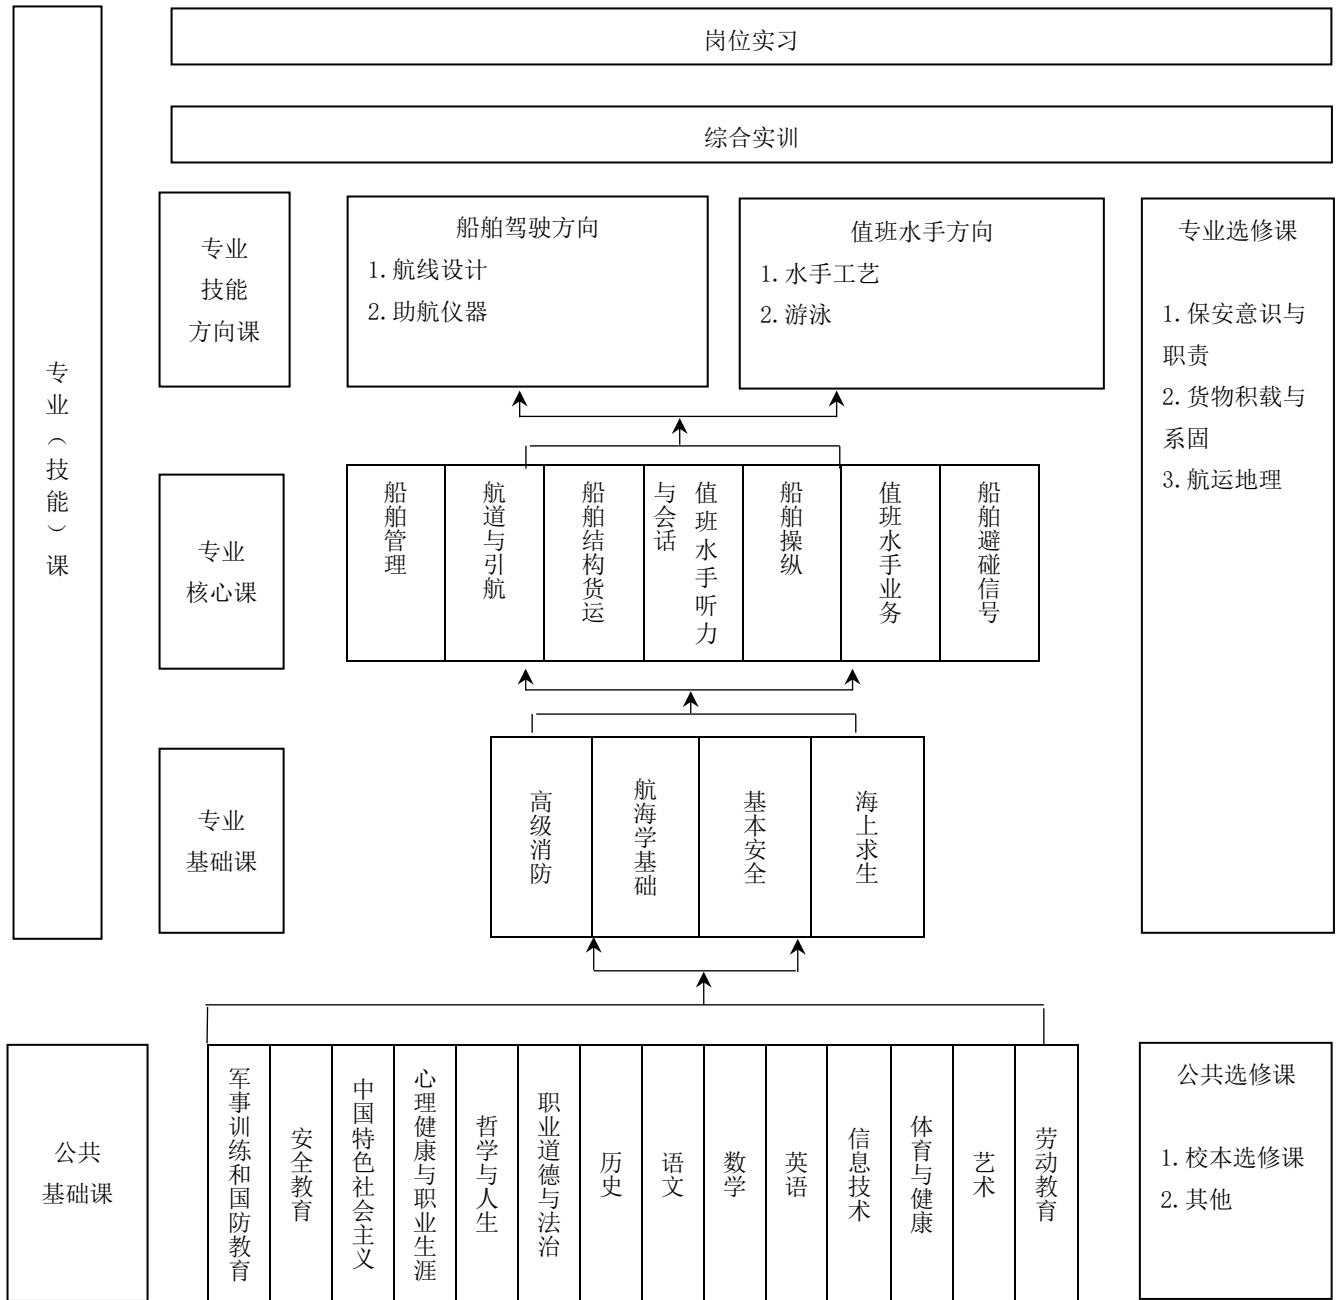 岗位实习
综合实训
专业（技能）课
专业
技能
方向课
船舶驾驶方向
1.航线设计
2.助航仪器
值班水手方向
1.水手工艺
2.游泳
专业选修课
1.保安意识与
职责
2.货物积载与
系固
3.航运地理
专业
核心课
船舶管理
航道与引航
船舶结构货运
值班水手听力
与会话
船舶操纵
值班水手业务
船舶避碰信号
专业
基础课
高级消防
航海学基础
基本安全
海上求生
公共
基础课
军事训练和国防教育
安全教育
中国特色社会主义
心理健康与职业生涯
哲学与人生
职业道德与法治
历史
语文
数学
英语
信息技术
体育与健康
艺术
劳动教育
公共选修课
1.校本选修课
2.其他